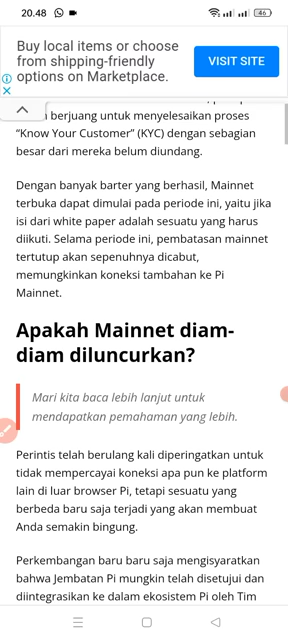 20.48
46
Buy local items or choose
from shipping-friendly
options on Marketplace.
VISIT SITE
berjuang untuk menyelesaikan proses
“Know Your Customer” (KYC) dengan sebagian
besar dari mereka belum diundang.
Dengan banyak barter yang berhasil, Mainnet
terbuka dapat dimulai pada periode ini, yaitu jika
isi dari white paper adalah sesuatu yang harus
diikuti. Selama periode ini, pembatasan mainnet
tertutup akan sepenuhnya dicabut,
memungkinkan koneksi tambahan ke Pi
Mainnet.
Apakah Mainnet diam-
diam diluncurkan?
Mari kita baca lebih lanjut untuk
mendapatkan pemahaman yang lebih.
Perintis telah berulang kali diperingatkan untuk
tidak mempercayai koneksi apa pun ke platform
lain di luar browser Pi, tetapi sesuatu yang
berbeda baru saja terjadi yang akan membuat
Anda semakin bingung.
Perkembangan baru baru saja mengisyaratkan
bahwa Jembatan Pi mungkin telah disetujui dan
diintegrasikan ke dalam ekosistem Pi oleh Tim